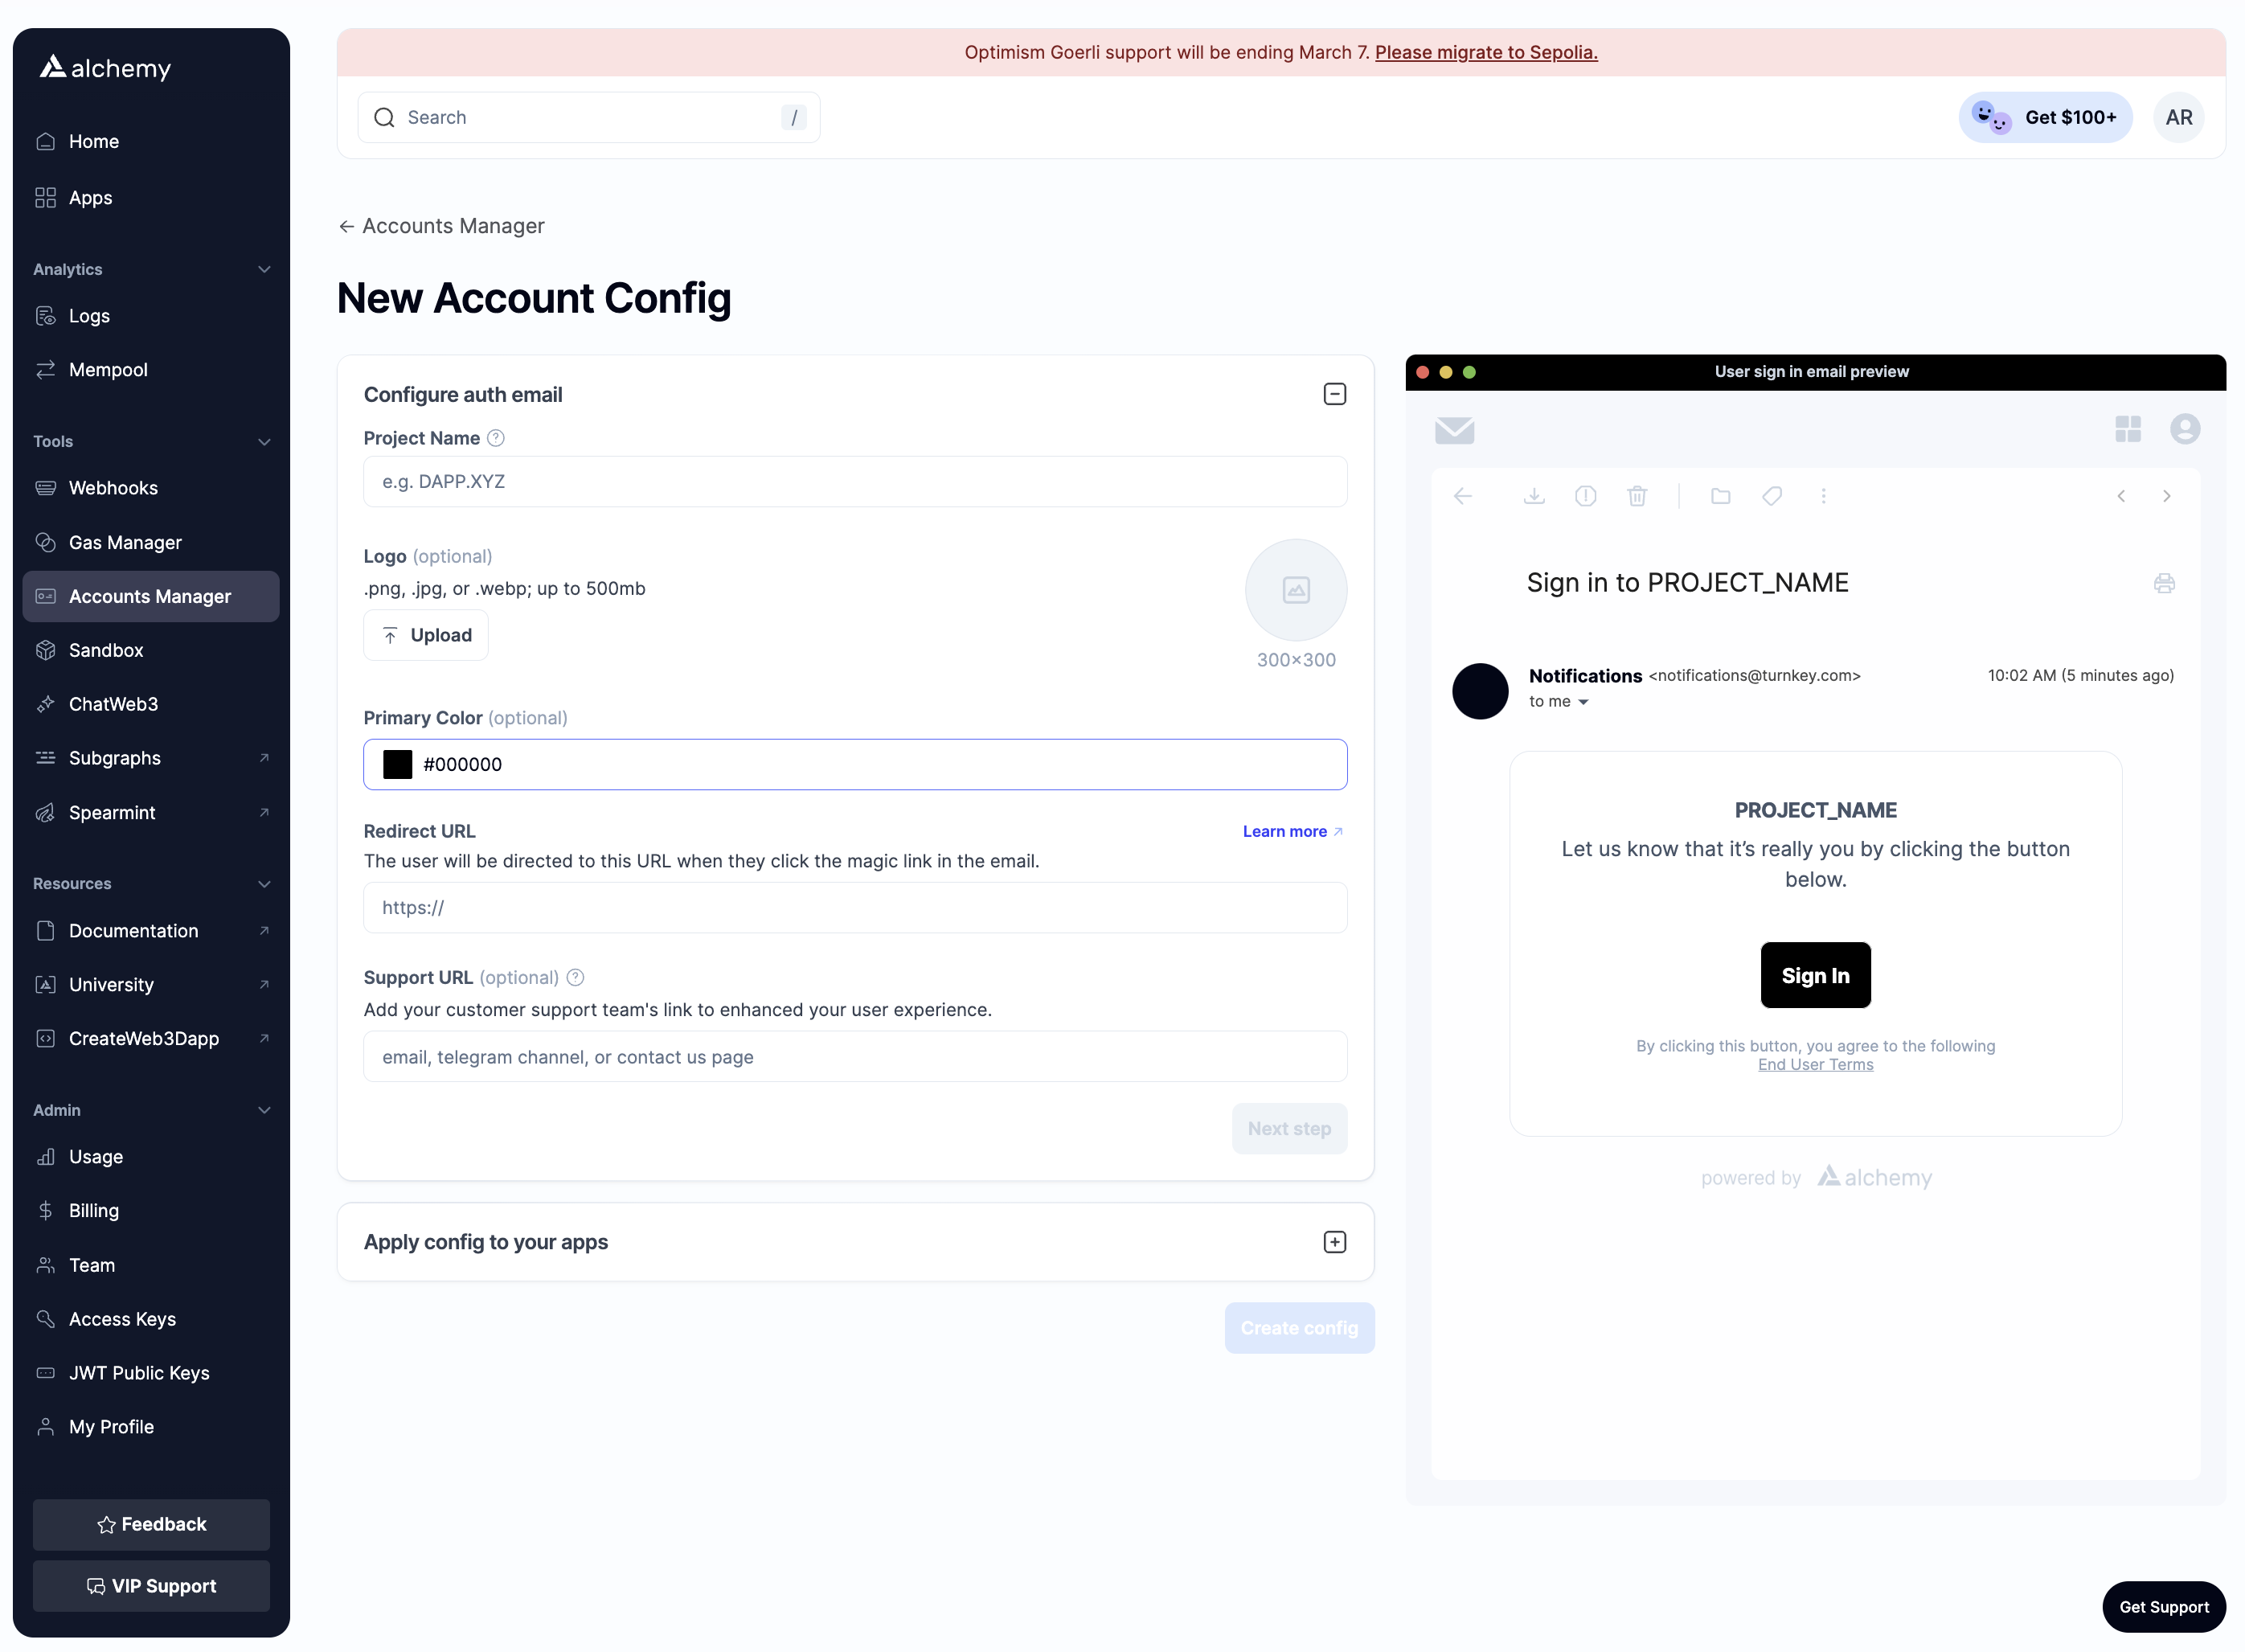 alchemy
Home
Apps
Analytics
Logs
Mempool
Tools
Webhooks
Gas Manager
Accounts Manager
Sandbox
ChatWeb3
Subgraphs
Spearmint
Resources
Documentation
University
CreateWeb3Dapp
Admin
Usage
Billing
Team
Access Keys
JWT Public Keys
My Profile
Feedback
VIP Support
Optimism Goerli support will be ending March 7. Please migrate to Sepolia.
Search /
Get $100+
AR
← Accounts Manager
New Account Config
Configure auth email
Project Name ?
e.g. DAPP.XYZ
Logo (optional)
.png, .jpg, or .webp; up to 500mb
Upload
300×300
Primary Color (optional)
#000000
Redirect URL
Learn more
The user will be directed to this URL when they click the magic link in the email.
https://
Support URL (optional) ?
Add your customer support team's link to enhanced your user experience.
email, telegram channel, or contact us page
Next step
Apply config to your apps
Create config
User sign in email preview
Sign in to PROJECT_NAME
Notifications <notifications@turnkey.com>
10:02 AM (5 minutes ago)
to me
PROJECT_NAME
Let us know that it’s really you by clicking the button
below.
Sign In
By clicking this button, you agree to the following
End User Terms
powered by alchemy
Get Support